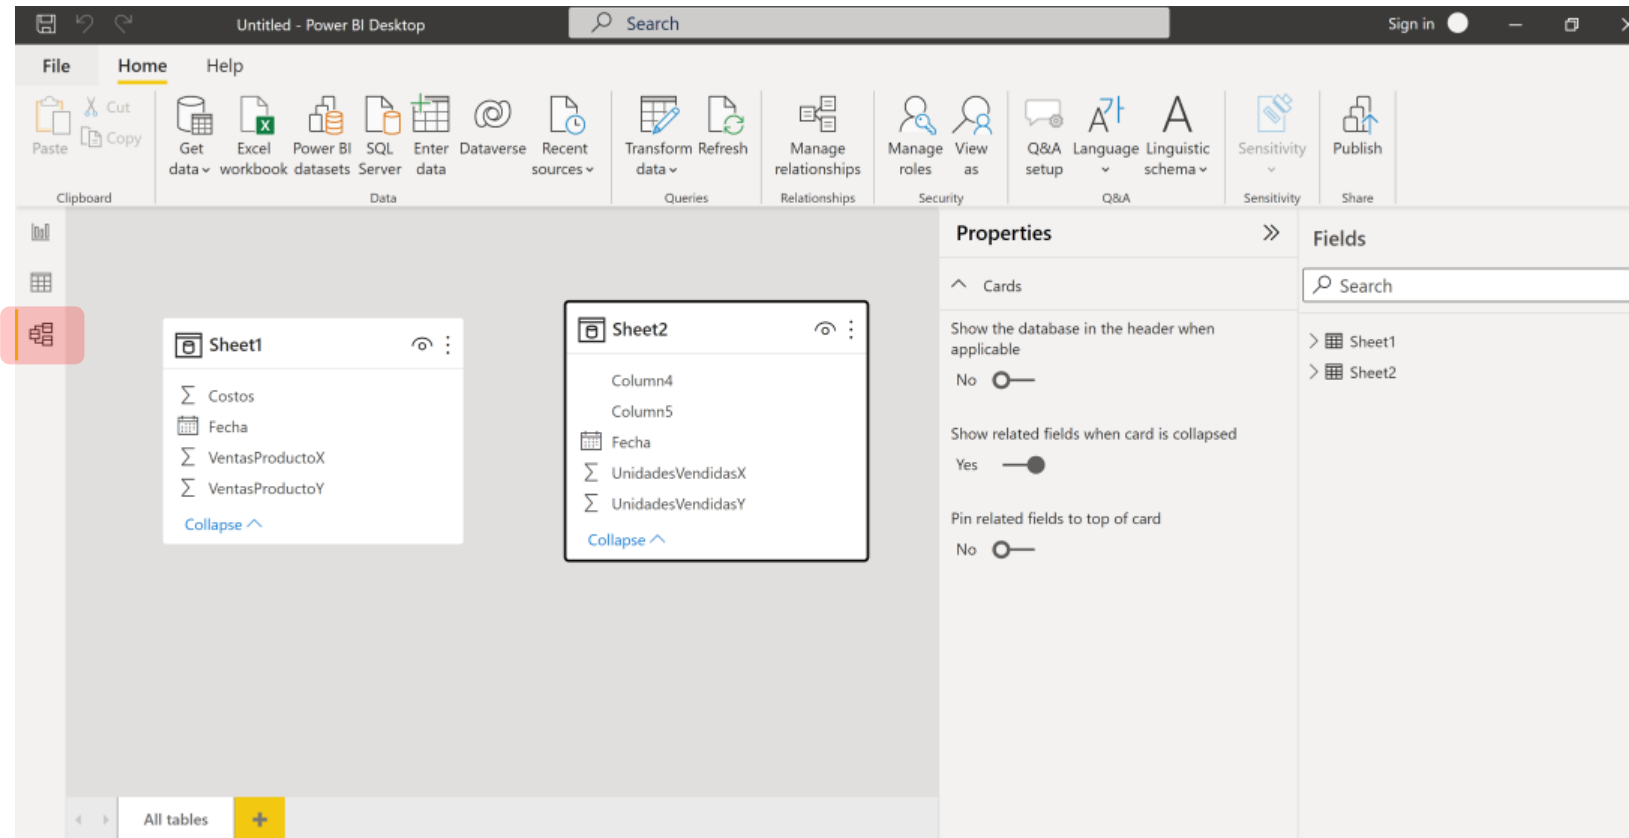 Untitled - Power BI Desktop
Search
Sign in
File
Home
Help
Paste
Cut
Copy
Clipboard
Get
data
Excel
workbook
Power BI
datasets
SQL
Server
Enter
data
Dataverse
Recent
sources
Data
Transform
data
Refresh
Queries
Manage
relationships
Relationships
Manage
roles
View
as
Security
Q&A
setup
Language
Linguistic
schema
Q&A
Sensitivity
Sensitivity
Publish
Share
Sheet1
Costos
Fecha
VentasProductoX
VentasProductoY
Collapse
Sheet2
Column4
Column5
Fecha
UnidadesVendidasX
UnidadesVendidasY
Collapse
Properties
Cards
Show the database in the header when
applicable
No
Show related fields when card is collapsed
Yes
Pin related fields to top of card
No
Fields
Search
Sheet1
Sheet2
All tables